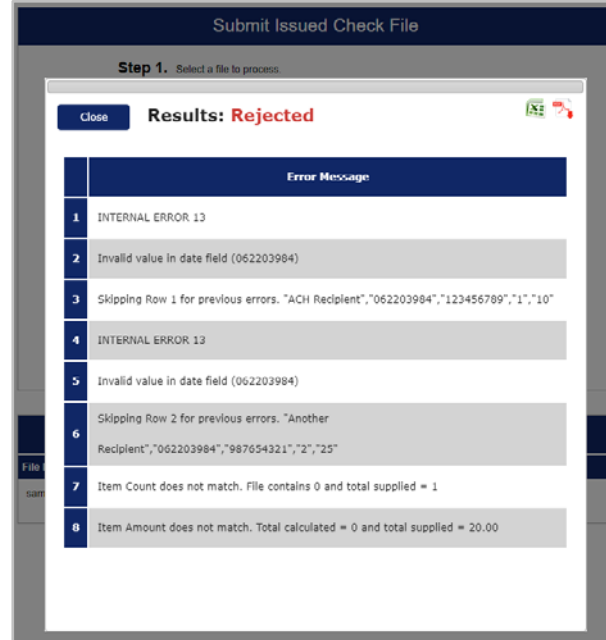 Submit Issued Check File
Step 1. Select a file to process.
Close
Results: Rejected
Error Message
1 INTERNAL ERROR 13
2 Invalid value in date field (062203984)
3 Skipping Row 1 for previous errors. "ACH Recipient","062203984","123456789","1","10"
4 INTERNAL ERROR 13
5 Invalid value in date field (062203984)
6 Skipping Row 2 for previous errors. "Another
Recipient","062203984","987654321","2","25"
7 Item Count does not match. File contains 0 and total supplied = 1
8 Item Amount does not match. Total calculated = 0 and total supplied = 20.00
File
sam